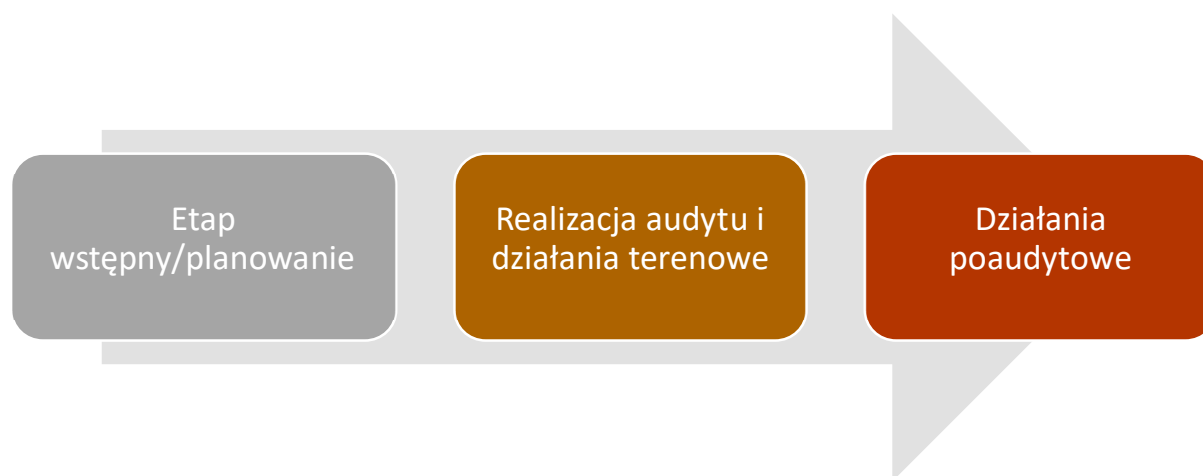 Etap
wstępny/planowanie
Realizacja audytu i
działania terenowe
Działania
poaudytowe